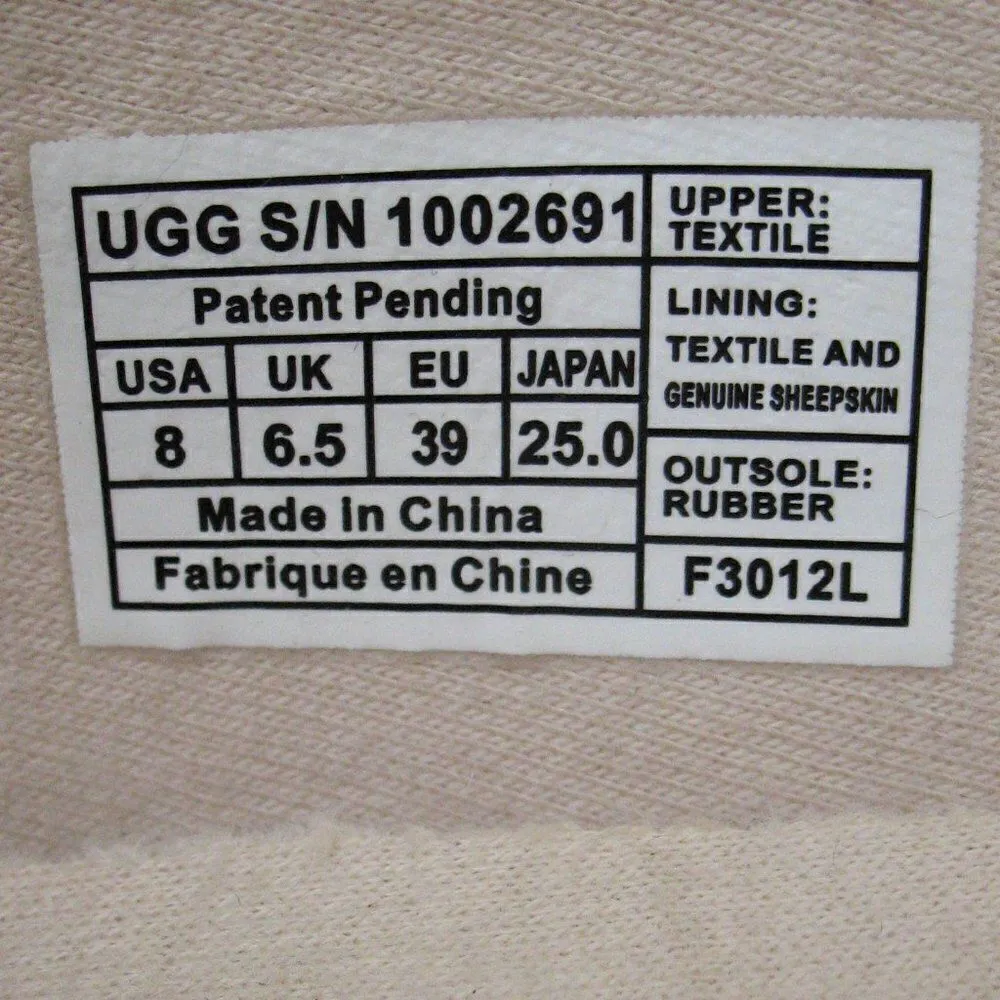 UGG S/N 1002691
Patent Pending
USA UK EU JAPAN
8 6.5 39 25.0
Made in China
Fabrique en Chine
UPPER:
TEXTILE
LINING:
TEXTILE AND
GENUINE SHEEPSKIN
OUTSOLE:
RUBBER
F3012L